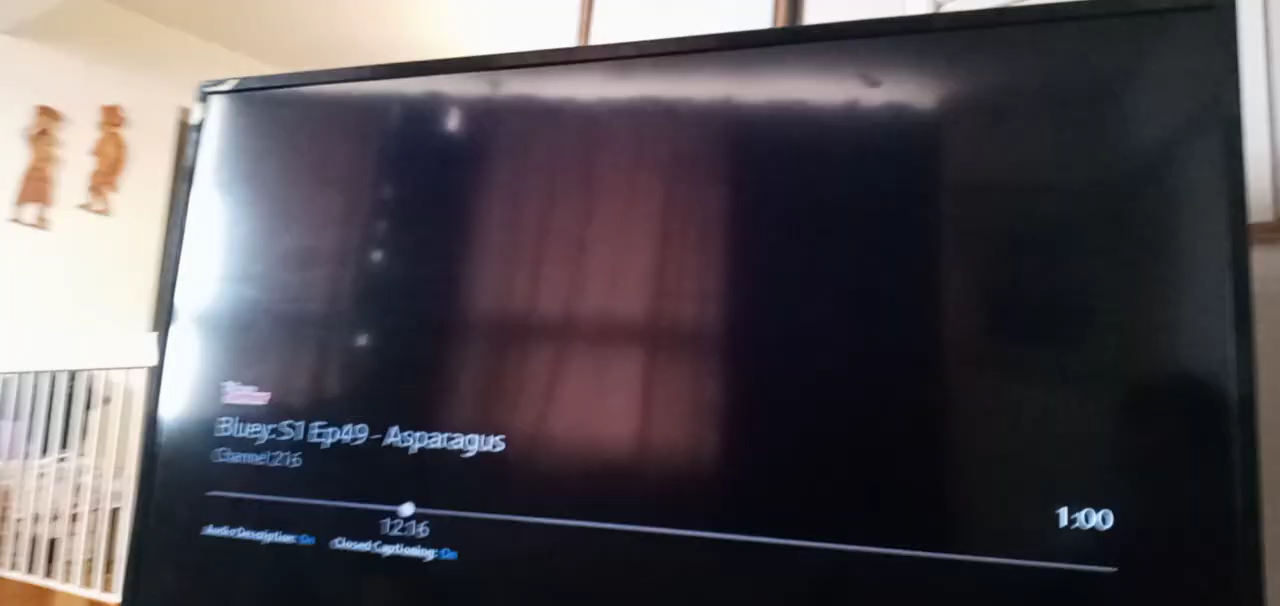 Bluey: S1 Ep49 - Asparagus
Channel 216
12:16
1:00
Audio Description: On Closed Captioning: On